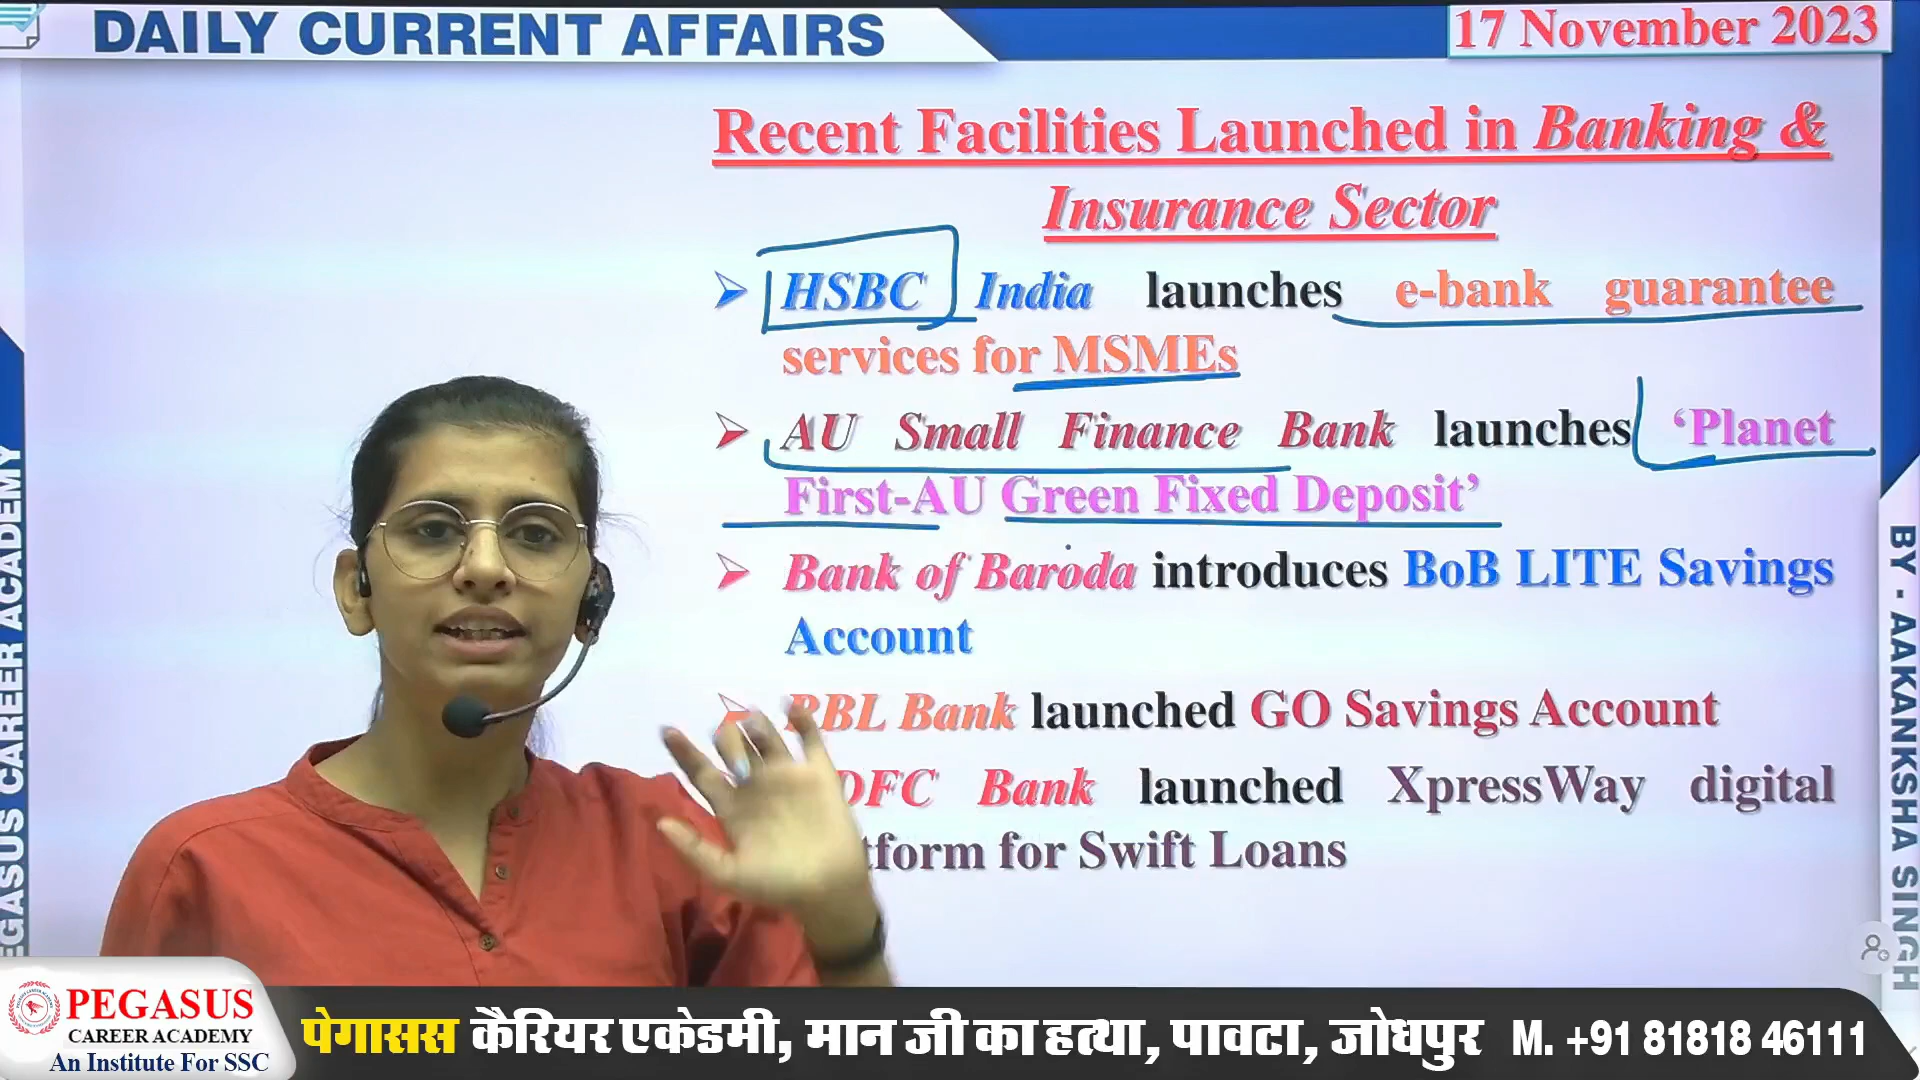 DAILY CURRENT AFFAIRS
17 November 2023
Recent Facilities Launched in Banking &
Insurance Sector
HSBC India launches e-bank guarantee
services for MSMEs
AU Small Finance Bank launches ‘Planet
First-AU Green Fixed Deposit’
Bank of Baroda introduces BoB LITE Savings
Account
RBL Bank launched GO Savings Account
DFC Bank launched XpressWay digital
tform for Swift Loans
EGASUS CAREER ACADEMY
BY - AAKANKSHA SINGH
PEGASUS
CAREER ACADEMY
An Institute For SSC
पेगासस कैरियर एकेडमी, मान जी का हत्था, पावटा, जोधपुर M. +91 81818 46111